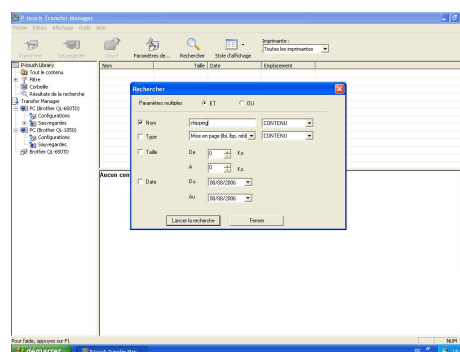 P-touch Transfer Manager
Fichier Edition Affichage Outils Aide
Transférer Sauvegarder Ouvrir Paramètres de... Rechercher Style d'affichage
Imprimante :
Toutes les imprimantes
P-touch Library
Nom Taille Date Emplacement
Tout le contenu
Filtre
Corbeille
Résultats de la recherche
Transfer Manager
PC (Brother QL-650TD)
Configurations
Sauvegardes
PC (Brother QL-1050)
Configurations
Sauvegardes
Brother QL-650TD
Aucun con
Rechercher
Paramètres multiples ET OU
Nom shipping CONTENU
Type Mise en page (lbl, lbp, mbl) CONTENU
Taille De 0 Ko
A 0 Ko
Date Du 08/08/2006
Au 08/08/2006
Lancer la recherche Fermer
Pour l'aide, appuyez sur F1 NUM
démarrer P-touch Transfer Man...